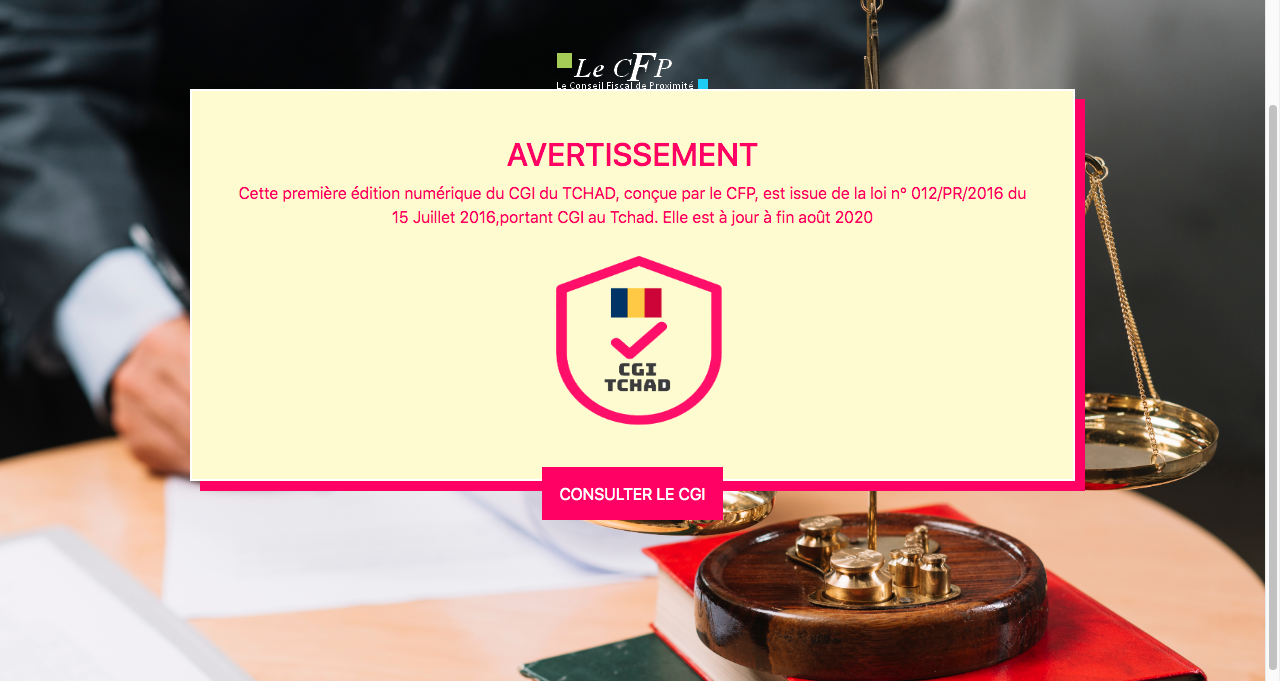 Le CFP
Le Conseil Fiscal de Proximité
AVERTISSEMENT
Cette première édition numérique du CGI du TCHAD, conçue par le CFP, est issue de la loi n° 012/PR/2016 du
15 Juillet 2016,portant CGI au Tchad. Elle est à jour à fin août 2020
CGI
TCHAD
CONSULTER LE CGI